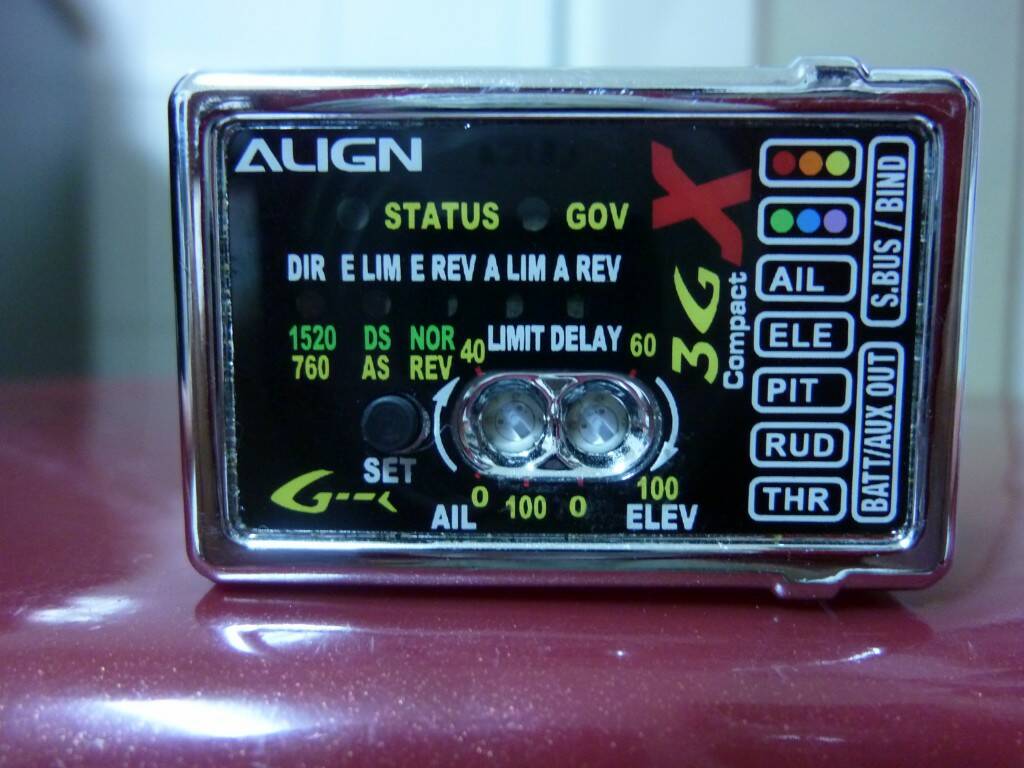 ALIGN
STATUS GOV
DIR E LIM E REV A LIM A REV
1520 DS NOR LIMIT DELAY
760 AS REV
40 60
SET
0 100 0 100
AIL ELEV
3G X
Compact
AIL
ELE
PIT
RUD
THR
S.BUS / BIND
BATT/AUX OUT